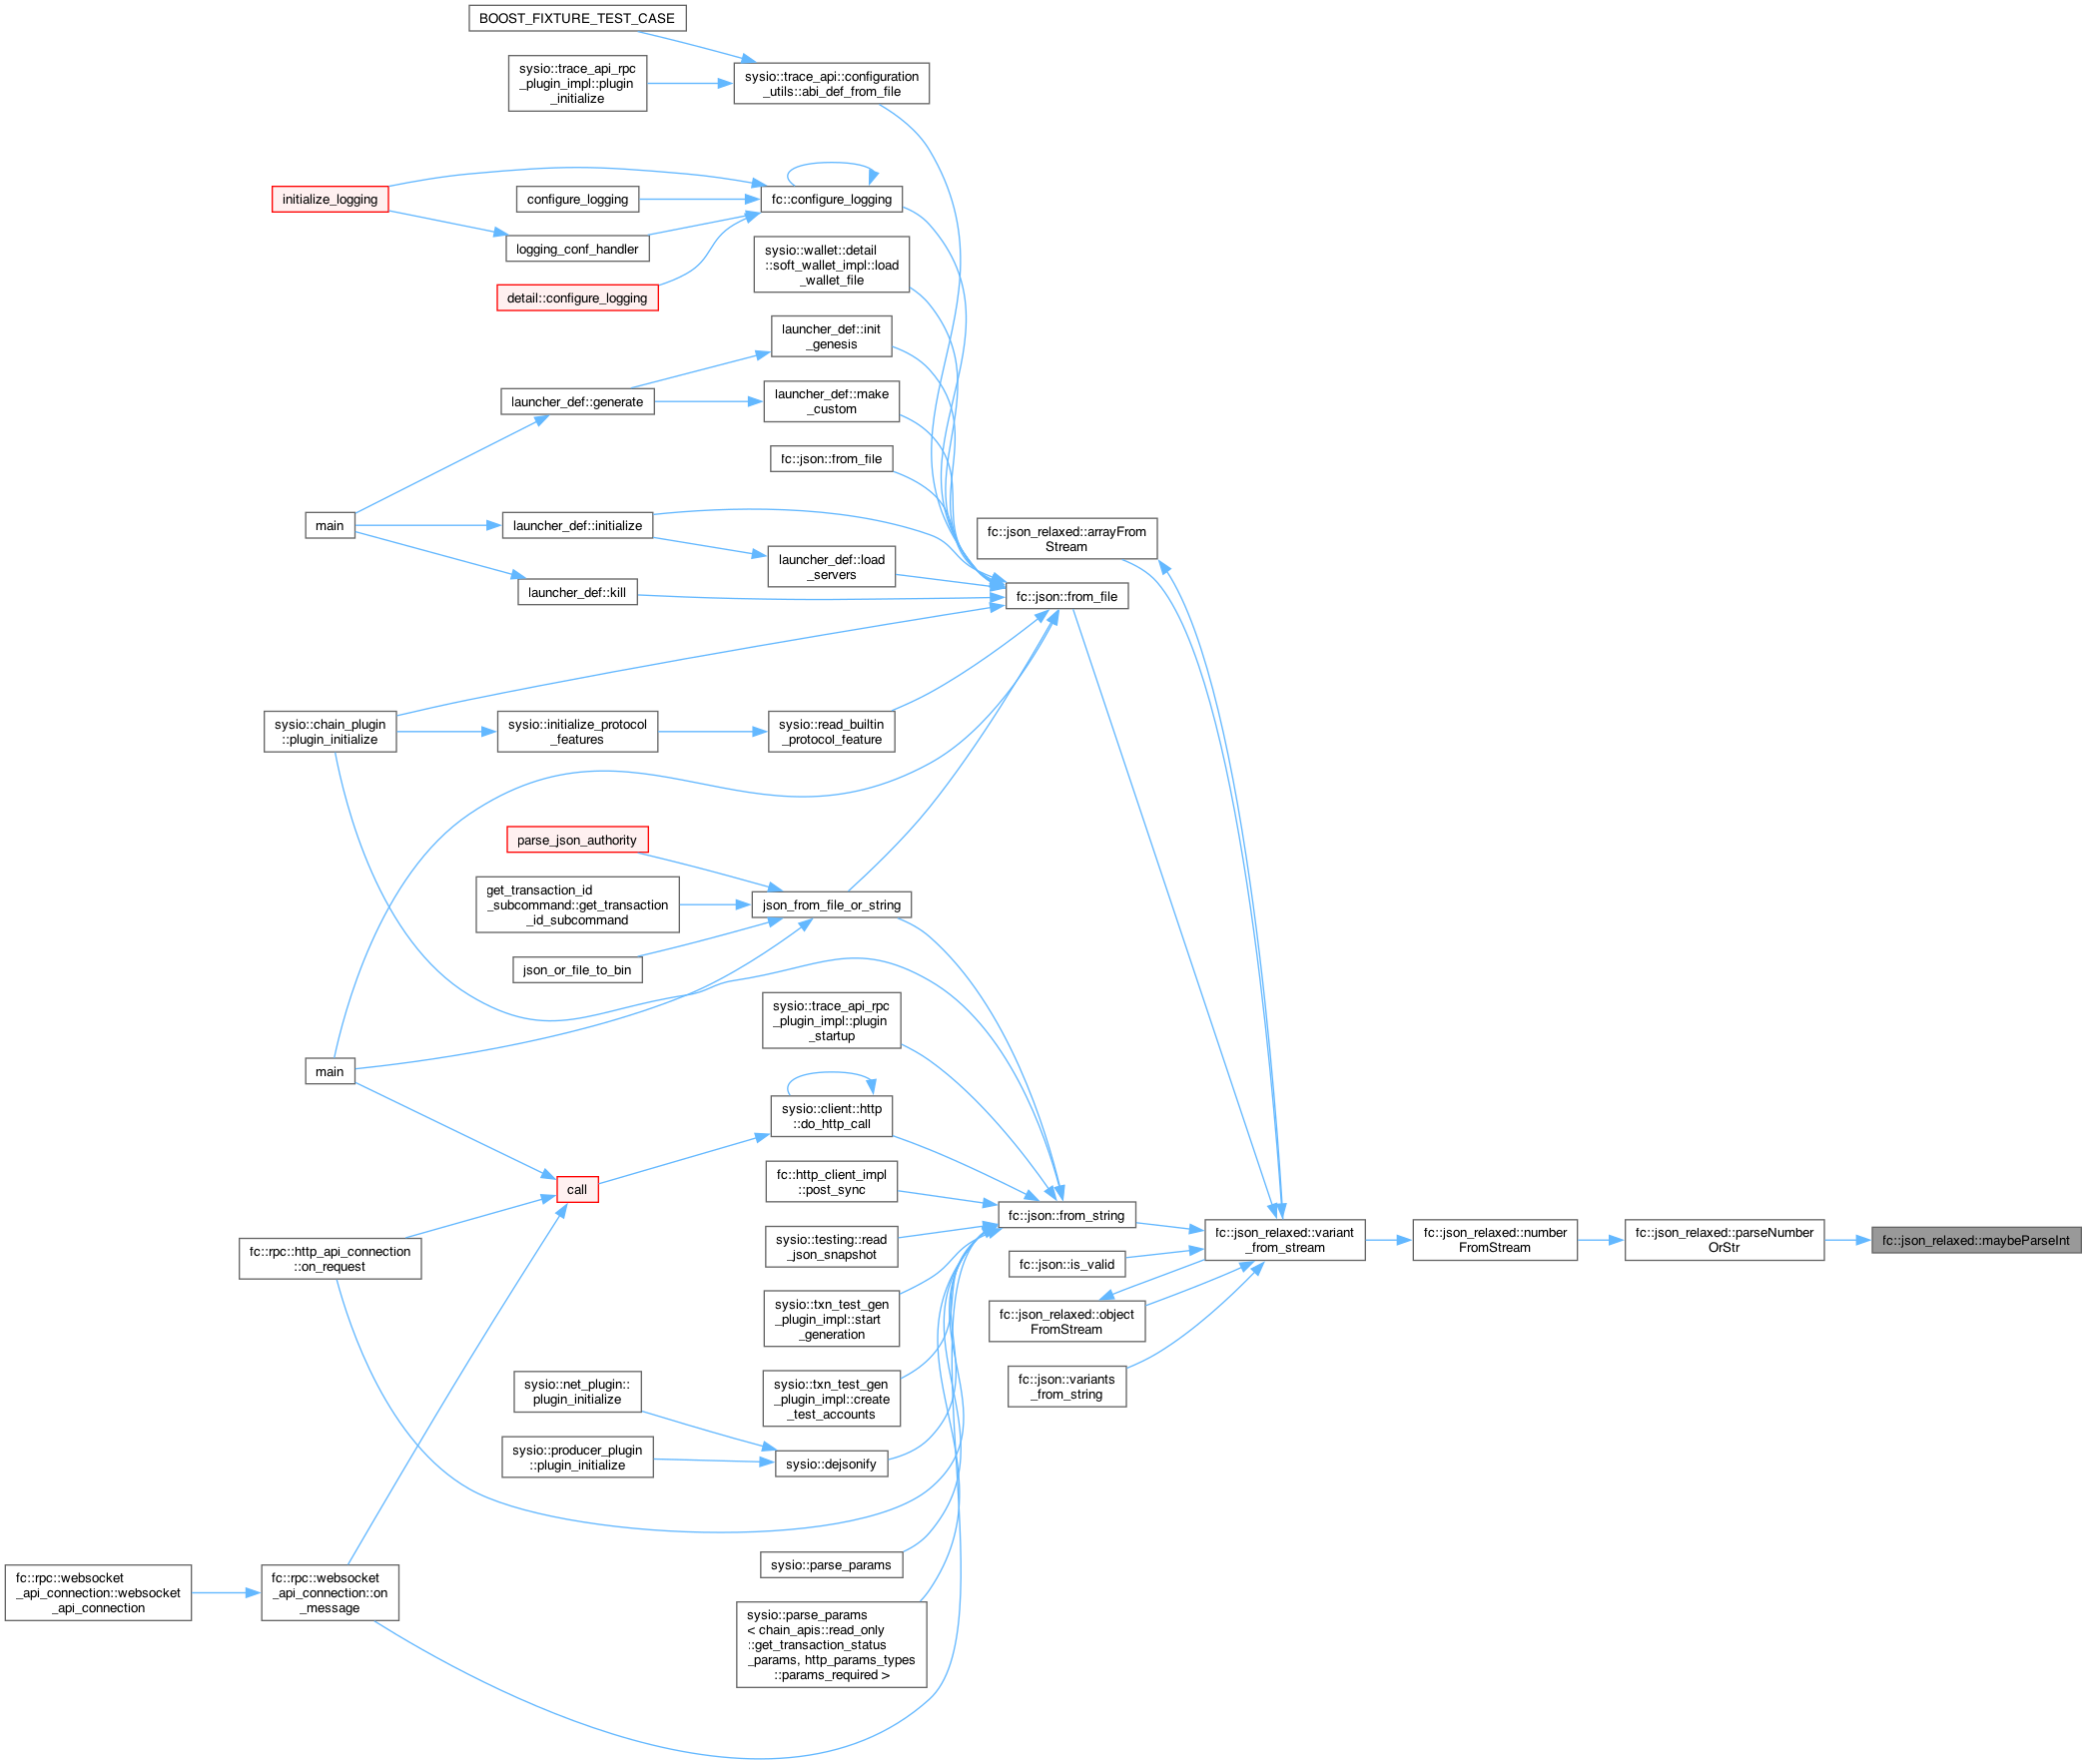 BOOST_FIXTURE_TEST_CASE
sysio::trace_api_rpc
_plugin_impl::plugin
_initialize
sysio::trace_api::configuration
_utils::abi_def_from_file
initialize_logging
configure_logging
fc::configure_logging
logging_conf_handler
sysio::wallet::detail
::soft_wallet_impl::load
_wallet_file
detail::configure_logging
launcher_def::init
_genesis
launcher_def::generate
launcher_def::make
_custom
fc::json::from_file
main
launcher_def::initialize
fc::json_relaxed::arrayFrom
Stream
launcher_def::load
_servers
launcher_def::kill
fc::json::from_file
sysio::chain_plugin
::plugin_initialize
sysio::initialize_protocol
_features
sysio::read_builtin
_protocol_feature
parse_json_authority
get_transaction_id
_subcommand::get_transaction
_id_subcommand
json_from_file_or_string
json_or_file_to_bin
sysio::trace_api_rpc
_plugin_impl::plugin
_startup
main
sysio::client::http
::do_http_call
call
fc::http_client_impl
::post_sync
fc::json::from_string
fc::json_relaxed::variant
_from_stream
fc::json_relaxed::number
FromStream
fc::json_relaxed::parseNumber
OrStr
fc::json_relaxed::maybeParseInt
fc::rpc::http_api_connection
::on_request
sysio::testing::read
_json_snapshot
fc::json::is_valid
sysio::txn_test_gen
_plugin_impl::start
_generation
fc::json_relaxed::object
FromStream
sysio::net_plugin::
plugin_initialize
sysio::txn_test_gen
_plugin_impl::create
_test_accounts
fc::json::variants
_from_string
sysio::producer_plugin
::plugin_initialize
sysio::dejsonify
fc::rpc::websocket
_api_connection::websocket
_api_connection
fc::rpc::websocket
_api_connection::on
_message
sysio::parse_params
sysio::parse_params
< chain_apis::read_only
::get_transaction_status
_params, http_params_types
::params_required >